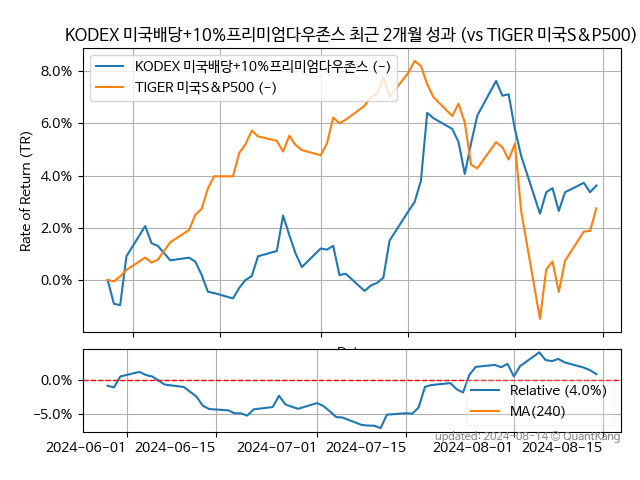 KODEX 미국배당+10%프리미엄다우존스 최근 2개월 성과 (vs TIGER 미국S&P500)
KODEX 미국배당+10%프리미엄다우존스 (-)
TIGER 미국S&P500 (-)
Rate of Return (TR)
8.0%
6.0%
4.0%
2.0%
0.0%
0.0%
-5.0%
Relative (4.0%)
MA(240)
2024-06-01
2024-06-15
2024-07-01
2024-07-15
2024-08-01
2024-08-15
updated: 2024-08-14 © QuantKang